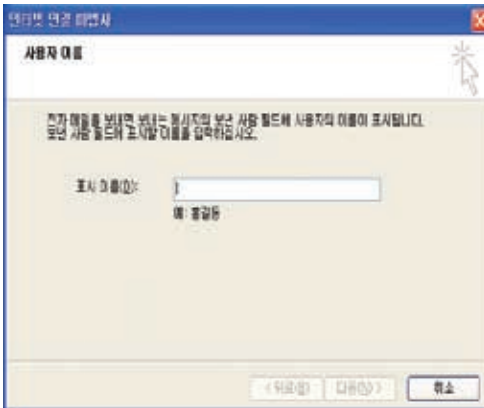 인터넷 연결 마법사
사용자 이름
전자 메일을 보내면 보내는 메시지의 보낸 사람 필드에 사용자의 이름이 표시됩니다.
보낸 사람 필드에 표시할 이름을 입력하십시오.
표시 이름(D):
예: 홍길동
< 뒤로(B) 다음(N) > 취소